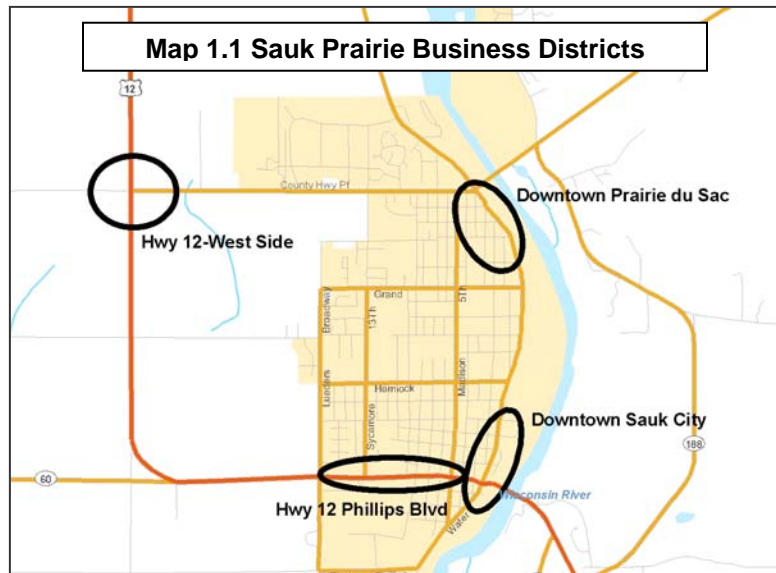 Map 1.1 Sauk Prairie Business Districts
12
County Hwy Pf
Downtown Prairie du Sac
Hwy 12-West Side
Broadway
Grand
13Th
5Th
Lueders
Hemlock
Sycamore
Madison
Downtown Sauk City
188
60
Hwy 12 Phillips Blvd
Wisconsin River
Water